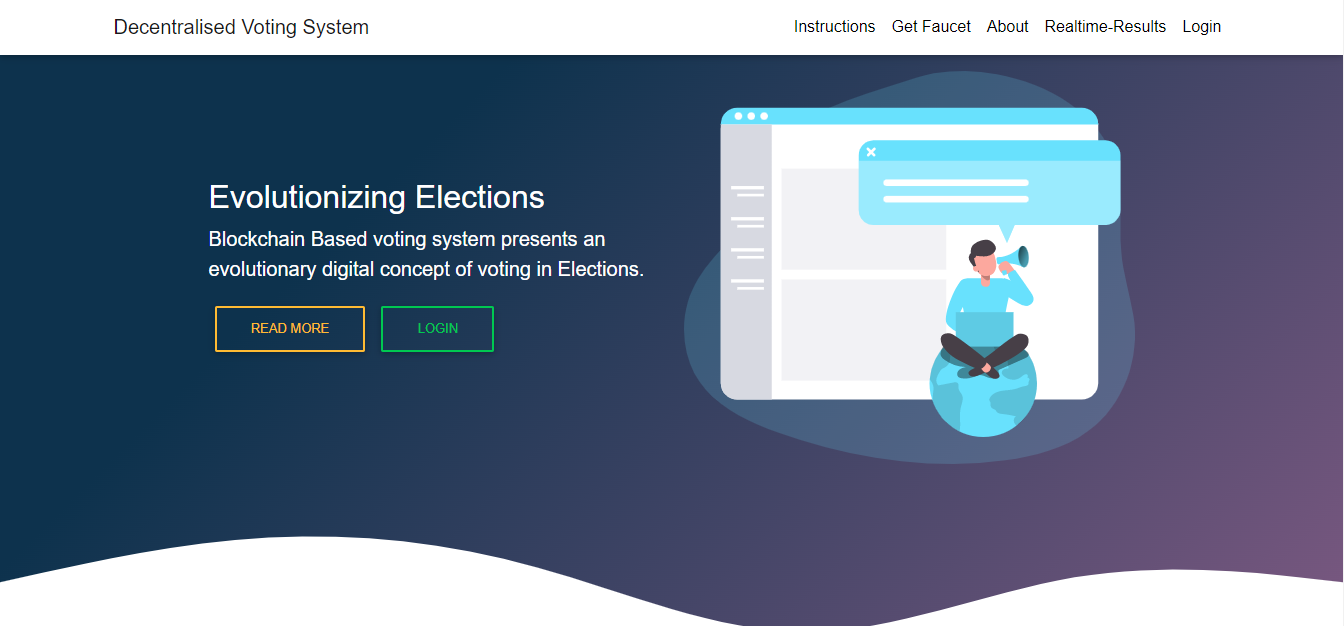 Decentralised Voting System
Instructions Get Faucet About Realtime-Results Login
Evolutionizing Elections
Blockchain Based voting system presents an
evolutionary digital concept of voting in Elections.
READ MORE LOGIN